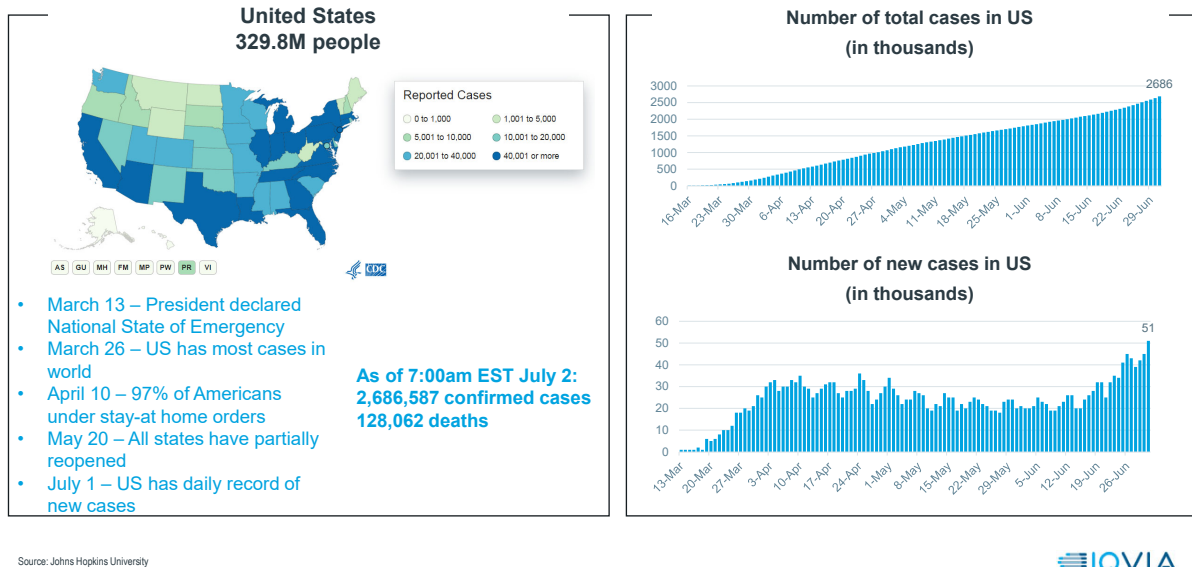 United States
329.8M people
Reported Cases
0 to 1,000
1,001 to 5,000
5,001 to 10,000
10,001 to 20,000
20,001 to 40,000
40,001 or more
AS GU MH FM MP PW PR VI
CDC
• March 13 – President declared
National State of Emergency
• March 26 – US has most cases in
world
• April 10 – 97% of Americans
under stay-at home orders
• May 20 – All states have partially
reopened
• July 1 – US has daily record of
new cases
As of 7:00am EST July 2:
2,686,587 confirmed cases
128,062 deaths
Number of total cases in US
(in thousands)
3000
2500
2000
1500
1000
500
0
2686
16-Mar 23-Mar 30-Mar 6-Apr 13-Apr 20-Apr 27-Apr 4-May 11-May 18-May 25-May 1-Jun 8-Jun 15-Jun 22-Jun 29-Jun
Number of new cases in US
(in thousands)
60
50
40
30
20
10
0
51
13-Mar 20-Mar 27-Mar 3-Apr 10-Apr 17-Apr 24-Apr 1-May 8-May 15-May 22-May 29-May 5-Jun 12-Jun 19-Jun 26-Jun
Source: Johns Hopkins University
IQVIA